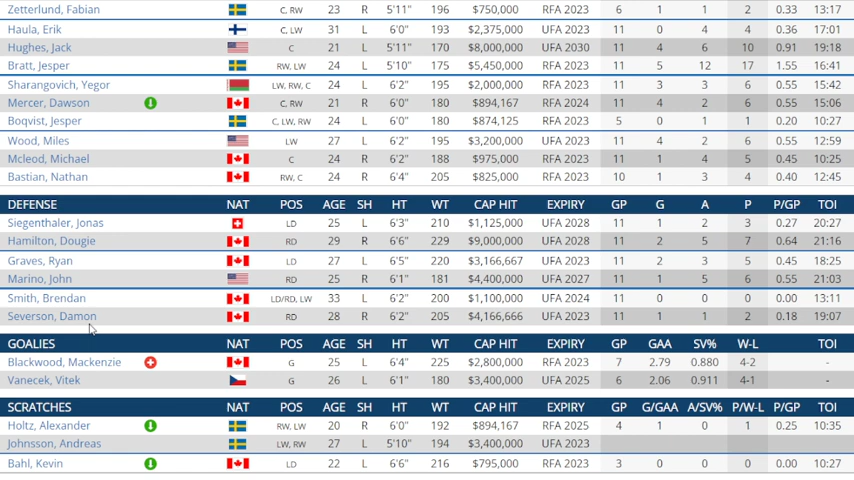 Zetterlund, Fabian C, RW 23 R 5'11" 196 $750,000 RFA 2023 6 1 1 2 0.33 13:17
Haula, Erik C, LW 31 L 6'0" 193 $2,375,000 UFA 2023 11 0 4 4 0.36 17:01
Hughes, Jack C 21 L 5'11" 170 $8,000,000 UFA 2030 11 4 6 10 0.91 19:18
Bratt, Jesper RW, LW 24 L 5'10" 175 $5,450,000 RFA 2023 11 5 12 17 1.55 16:41
Sharangovich, Yegor LW, RW, C 24 L 6'2" 195 $2,000,000 RFA 2023 11 3 3 6 0.55 15:42
Mercer, Dawson C, RW 21 R 6'0" 180 $894,167 RFA 2024 11 4 2 6 0.55 15:06
Boqvist, Jesper C, LW, RW 24 L 6'0" 180 $874,125 RFA 2023 5 0 1 1 0.20 10:27
Wood, Miles LW 27 L 6'2" 195 $3,200,000 UFA 2023 11 4 2 6 0.55 12:59
Mcleod, Michael C 24 R 6'2" 188 $975,000 RFA 2023 11 1 4 5 0.45 10:25
Bastian, Nathan RW, C 24 R 6'4" 205 $825,000 RFA 2023 10 1 3 4 0.40 12:45
DEFENSE NAT POS AGE SH HT WT CAP HIT EXPIRY GP G A P P/GP TOI
Siegenthaler, Jonas LD 25 L 6'3" 210 $1,125,000 UFA 2028 11 1 2 3 0.27 20:27
Hamilton, Dougie RD 29 R 6'6" 229 $9,000,000 UFA 2028 11 2 5 7 0.64 21:16
Graves, Ryan LD 27 L 6'5" 220 $3,166,667 UFA 2023 11 2 3 5 0.45 18:25
Marino, John RD 25 R 6'1" 181 $4,400,000 UFA 2027 11 1 5 6 0.55 21:03
Smith, Brendan LD/RD, LW 33 L 6'2" 200 $1,100,000 UFA 2024 11 0 0 0 0.00 13:11
Severson, Damon RD 28 R 6'2" 205 $4,166,666 UFA 2023 11 1 1 2 0.18 19:07
GOALIES NAT POS AGE SH HT WT CAP HIT EXPIRY GP GAA SV% W-L TOI
Blackwood, Mackenzie G 25 L 6'4" 225 $2,800,000 RFA 2023 7 2.79 0.880 4-2 -
Vanecek, Vitek G 26 L 6'1" 180 $3,400,000 UFA 2025 6 2.06 0.911 4-1 -
SCRATCHES NAT POS AGE SH HT WT CAP HIT EXPIRY GP G/GAA A/SV% P/W-L P/GP TOI
Holtz, Alexander RW, LW 20 R 6'0" 192 $894,167 RFA 2025 4 1 0 1 0.25 10:35
Johnsson, Andreas LW, RW 27 L 5'10" 194 $3,400,000 UFA 2023
Bahl, Kevin LD 22 L 6'6" 216 $795,000 RFA 2023 3 0 0 0 0.00 10:27